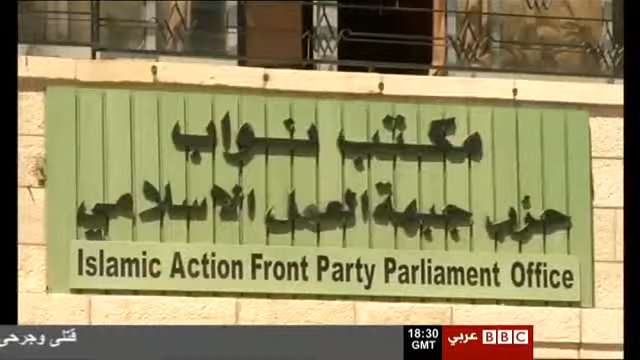 مكتب نواب
حزب جبهة العمل الاسلامي
Islamic Action Front Party Parliament Office
قتلى وجرحى
18:30
GMT
عربي BBC